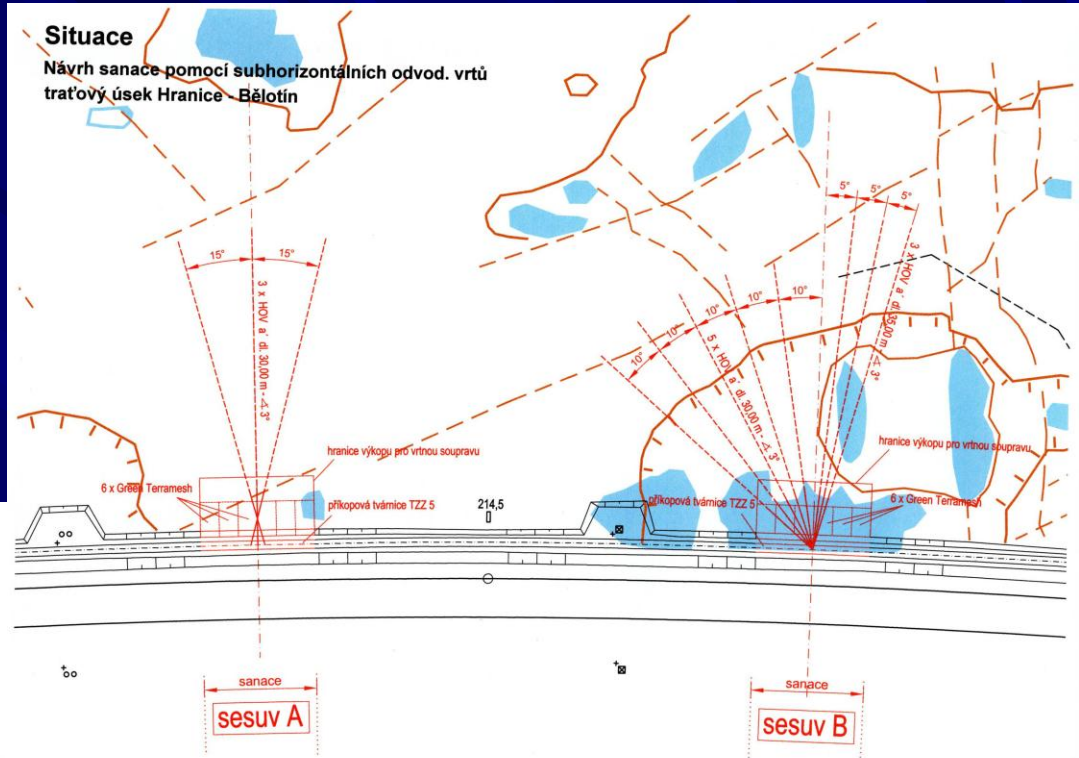 Situace
Návrh sanace pomocí subhorizontálních odvod. vrtů
traťový úsek Hranice - Bělotín
5°
5°
5°
15°
15°
3 x HOV a´ dl. 30,00 m - ∠ 3°
10°
10°
10°
10°
10°
5 x HOV a´ dl. 30,00 m - ∠ 3°
3 x HOV a´ dl. 35,00 m - ∠ 3°
hranice výkopu pro vrtnou soupravu
hranice výkopu pro vrtnou soupravu
6 x Green Terramesh
příkopová tvárnice TZZ 5
214,5
příkopová tvárnice TZZ 5
6 x Green Terramesh
sanace
sesuv A
sanace
sesuv B